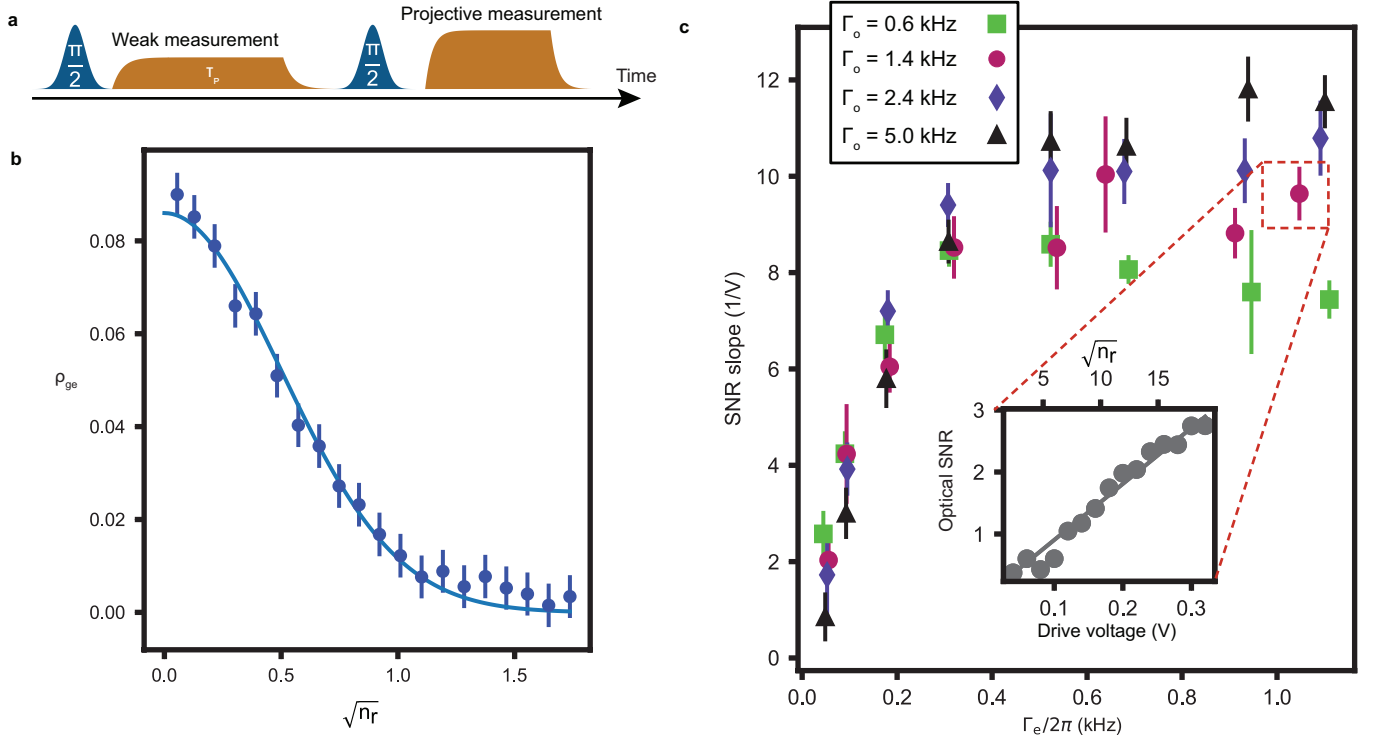 a
Weak measurement
Projective measurement
π
2
T_P
π
2
Time
b
0.08
0.06
0.04
0.02
0.00
ρ_ge
0.0
0.5
1.0
1.5
√n_r
c
Γ_o = 0.6 kHz
Γ_o = 1.4 kHz
Γ_o = 2.4 kHz
Γ_o = 5.0 kHz
12
10
8
6
4
2
0
SNR slope (1/V)
0.0
0.2
0.4
0.6
0.8
1.0
Γ_e/2π (kHz)
√n_r
5
10
15
3
2
1
Optical SNR
0.1
0.2
0.3
Drive voltage (V)